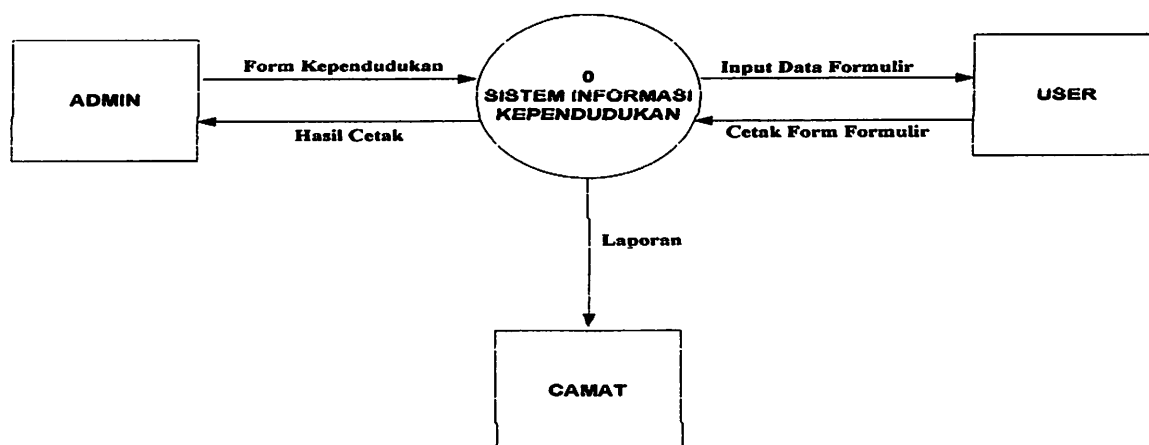 Form Kependudukan
ADMIN
Hasil Cetak
0
SISTEM INFORMASI
KEPENDUDUKAN
Input Data Formulir
USER
Cetak Form Formulir
Laporan
CAMAT